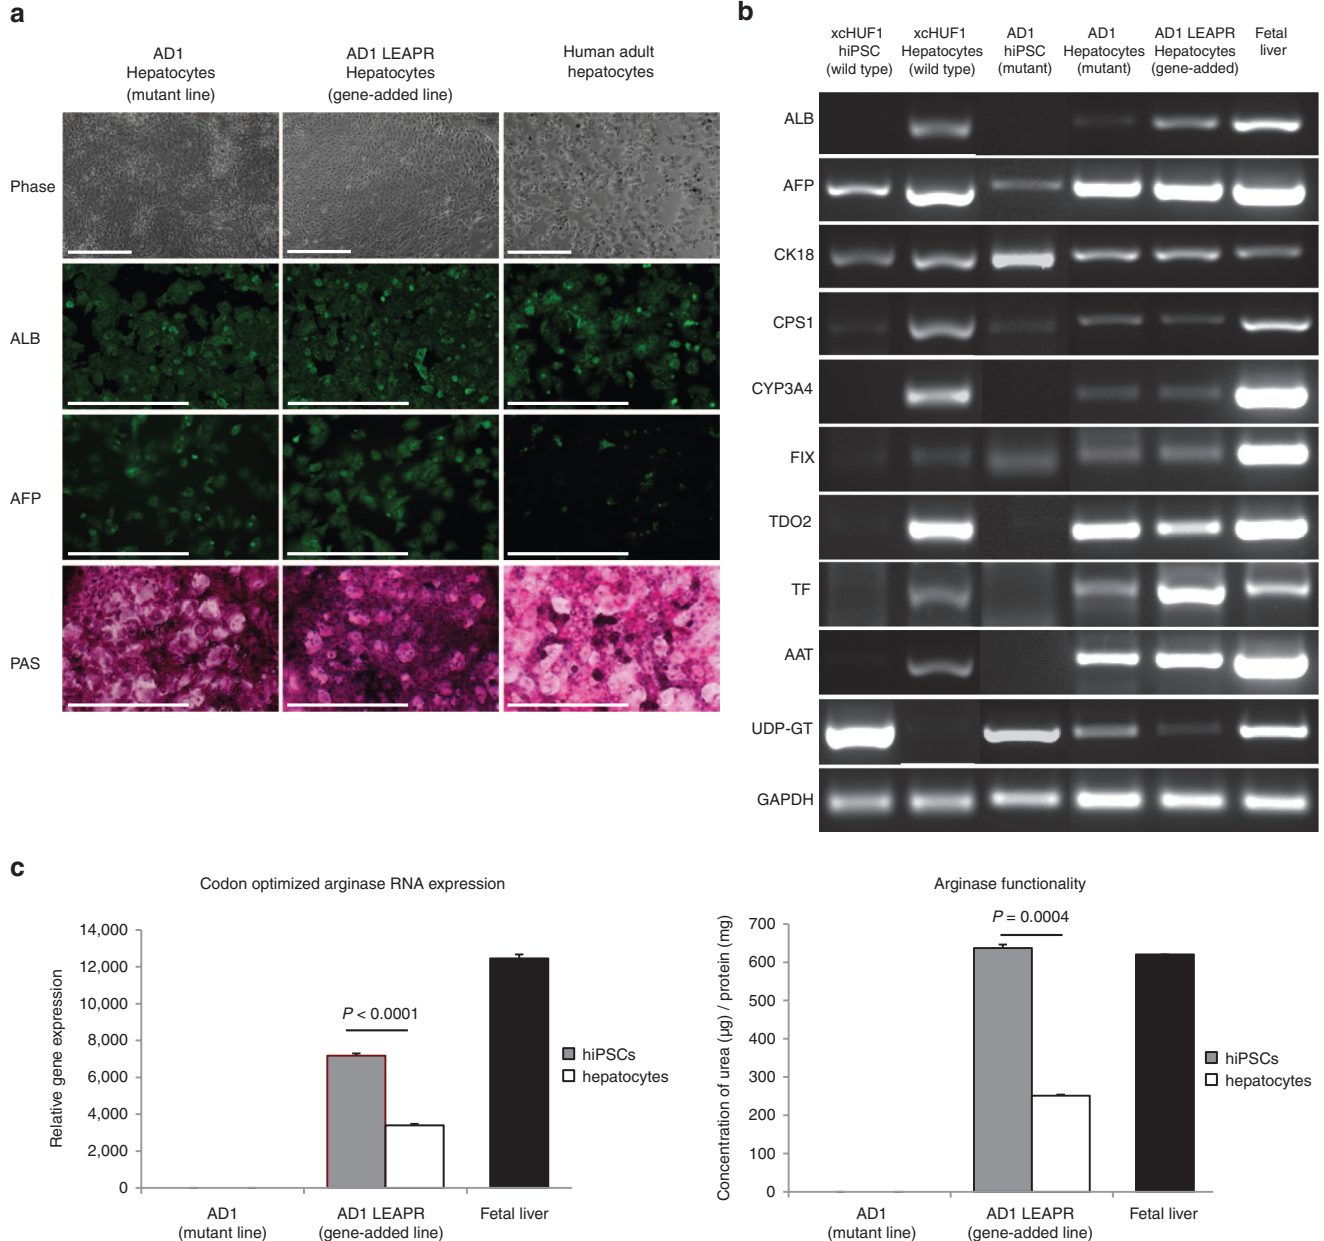 a
AD1
Hepatocytes
(mutant line)
AD1 LEAPR
Hepatocytes
(gene-added line)
Human adult
hepatocytes
Phase
ALB
AFP
PAS
b
xcHUF1
hiPSC
(wild type)
xcHUF1
Hepatocytes
(wild type)
AD1
hiPSC
(mutant)
AD1
Hepatocytes
(mutant)
AD1 LEAPR
Hepatocytes
(gene-added)
Fetal
liver
ALB
AFP
CK18
CPS1
CYP3A4
FIX
TDO2
TF
AAT
UDP-GT
GAPDH
c
Codon optimized arginase RNA expression
Relative gene expression
14,000
12,000
10,000
8,000
6,000
4,000
2,000
0
P < 0.0001
hiPSCs
hepatocytes
AD1
(mutant line)
AD1 LEAPR
(gene-added line)
Fetal liver
Arginase functionality
Concentration of urea (μg) / protein (mg)
700
600
500
400
300
200
100
0
P = 0.0004
hiPSCs
hepatocytes
AD1
(mutant line)
AD1 LEAPR
(gene-added line)
Fetal liver